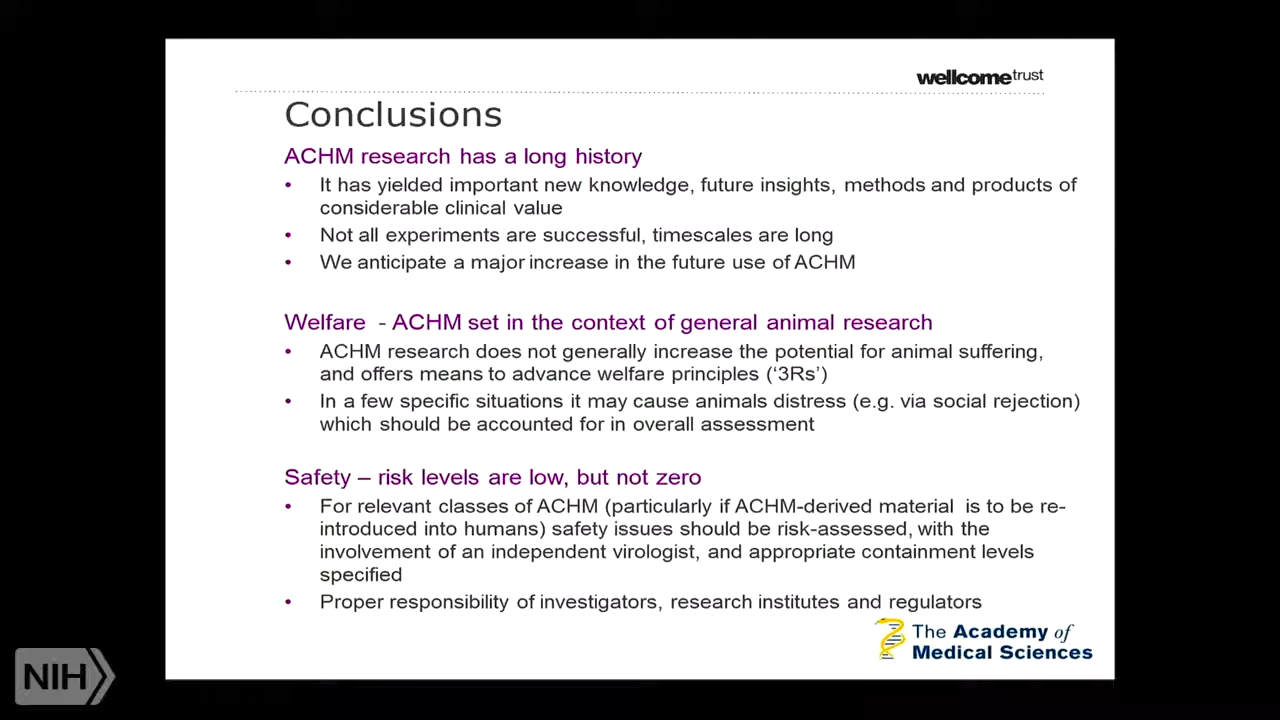 wellcometrust
Conclusions
ACHM research has a long history
• It has yielded important new knowledge, future insights, methods and products of
considerable clinical value
• Not all experiments are successful, timescales are long
• We anticipate a major increase in the future use of ACHM
Welfare - ACHM set in the context of general animal research
• ACHM research does not generally increase the potential for animal suffering,
and offers means to advance welfare principles (‘3Rs’)
• In a few specific situations it may cause animals distress (e.g. via social rejection)
which should be accounted for in overall assessment
Safety – risk levels are low, but not zero
• For relevant classes of ACHM (particularly if ACHM-derived material is to be re-
introduced into humans) safety issues should be risk-assessed, with the
involvement of an independent virologist, and appropriate containment levels
specified
• Proper responsibility of investigators, research institutes and regulators
The Academy of
Medical Sciences
NIH